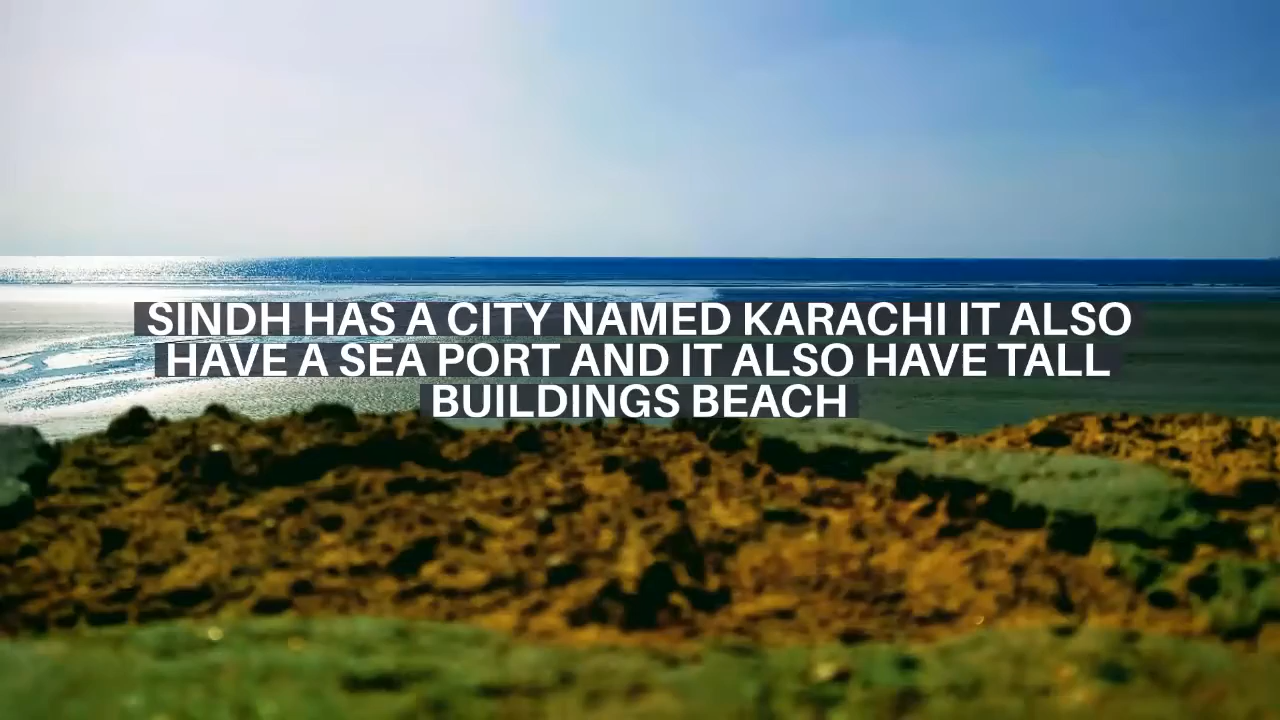 SINDH HAS A CITY NAMED KARACHI IT ALSO
HAVE A SEA PORT AND IT ALSO HAVE TALL
BUILDINGS BEACH